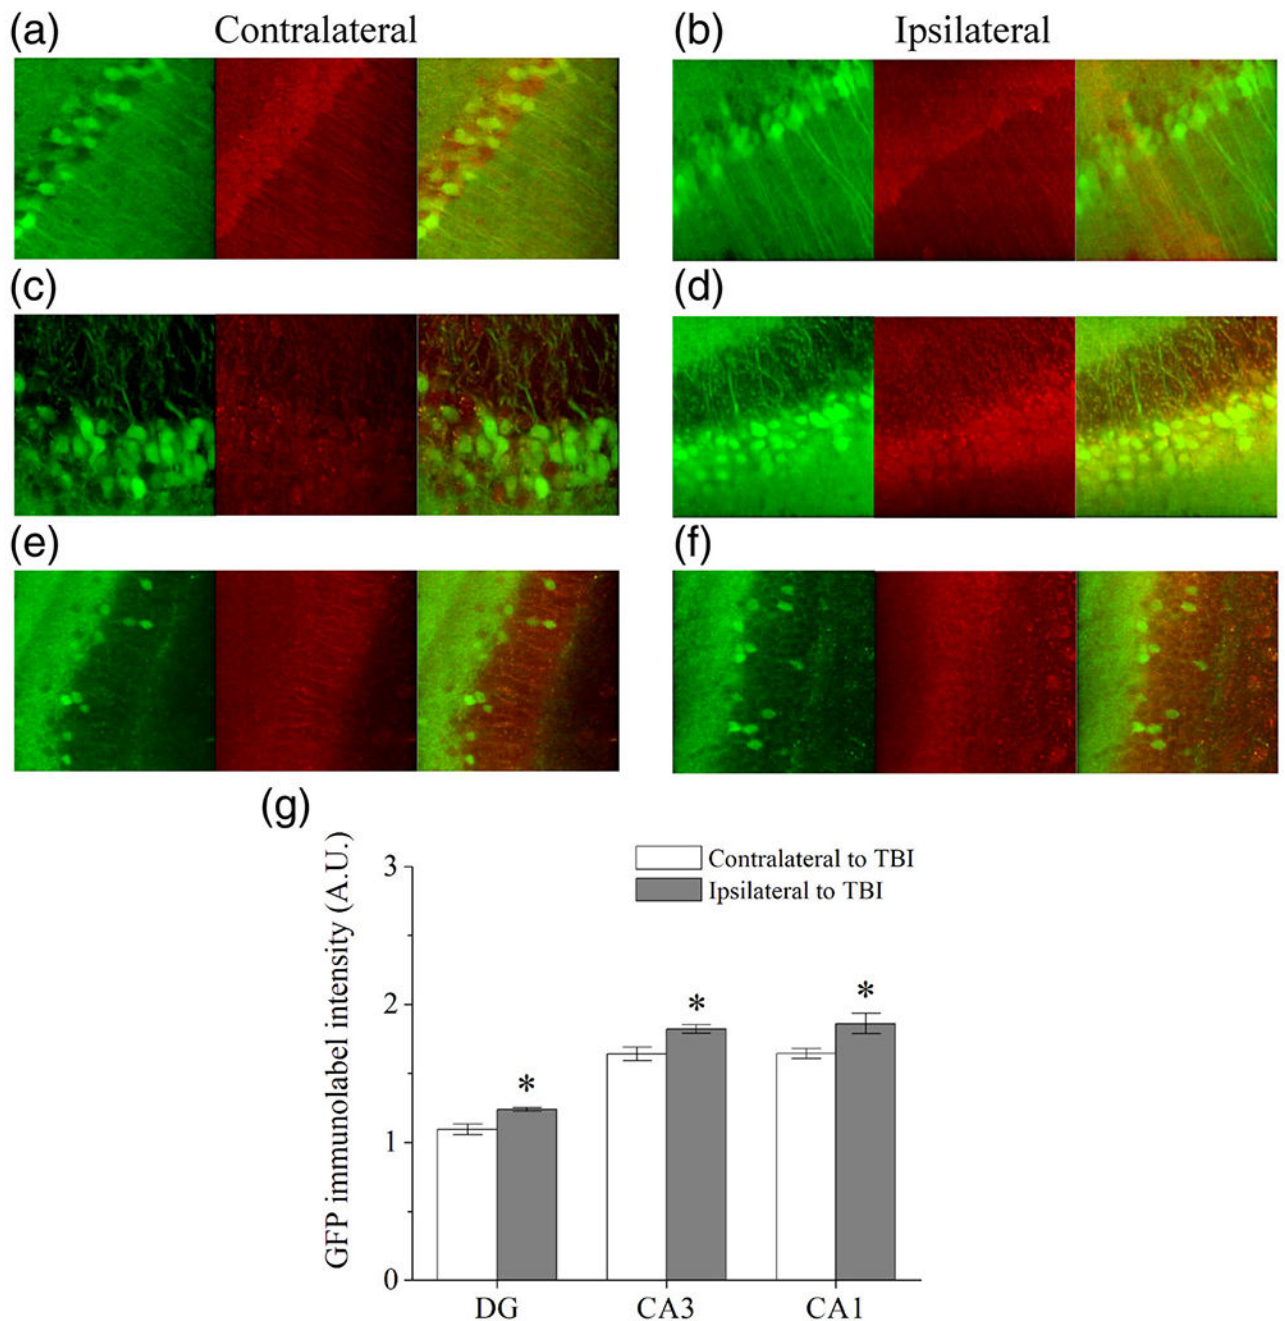 (a) Contralateral
(b) Ipsilateral
(c)
(d)
(e)
(f)
(g)
GFP immunolabel intensity (A.U.)
3
2
1
0
Contralateral to TBI
Ipsilateral to TBI
*
*
*
DG CA3 CA1